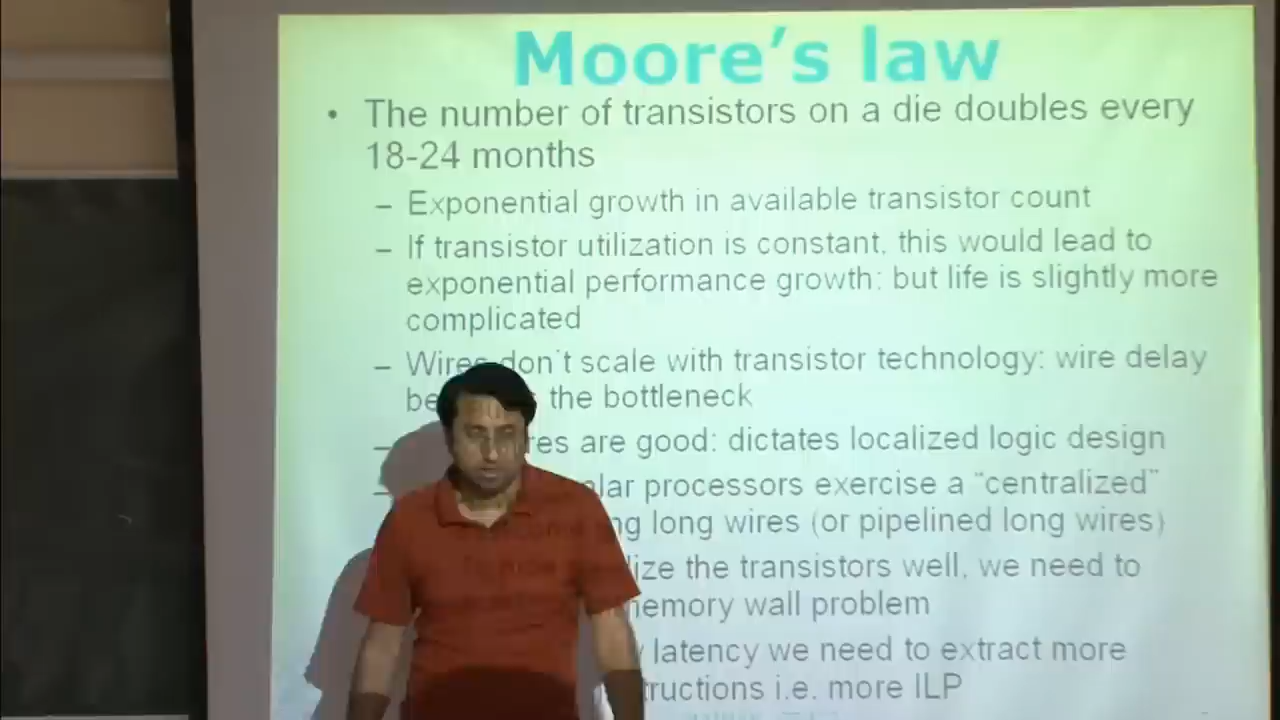 Moore's law
• The number of transistors on a die doubles every
18-24 months
– Exponential growth in available transistor count
– If transistor utilization is constant, this would lead to
exponential performance growth; but life is slightly more
complicated
– Wires don't scale with transistor technology: wire delay
the bottleneck
– are good: dictates localized logic design
– processors exercise a "centralized"
long wires (or pipelined long wires)
the transistors well, we need to
memory wall problem
latency we need to extract more
i.e. more ILP